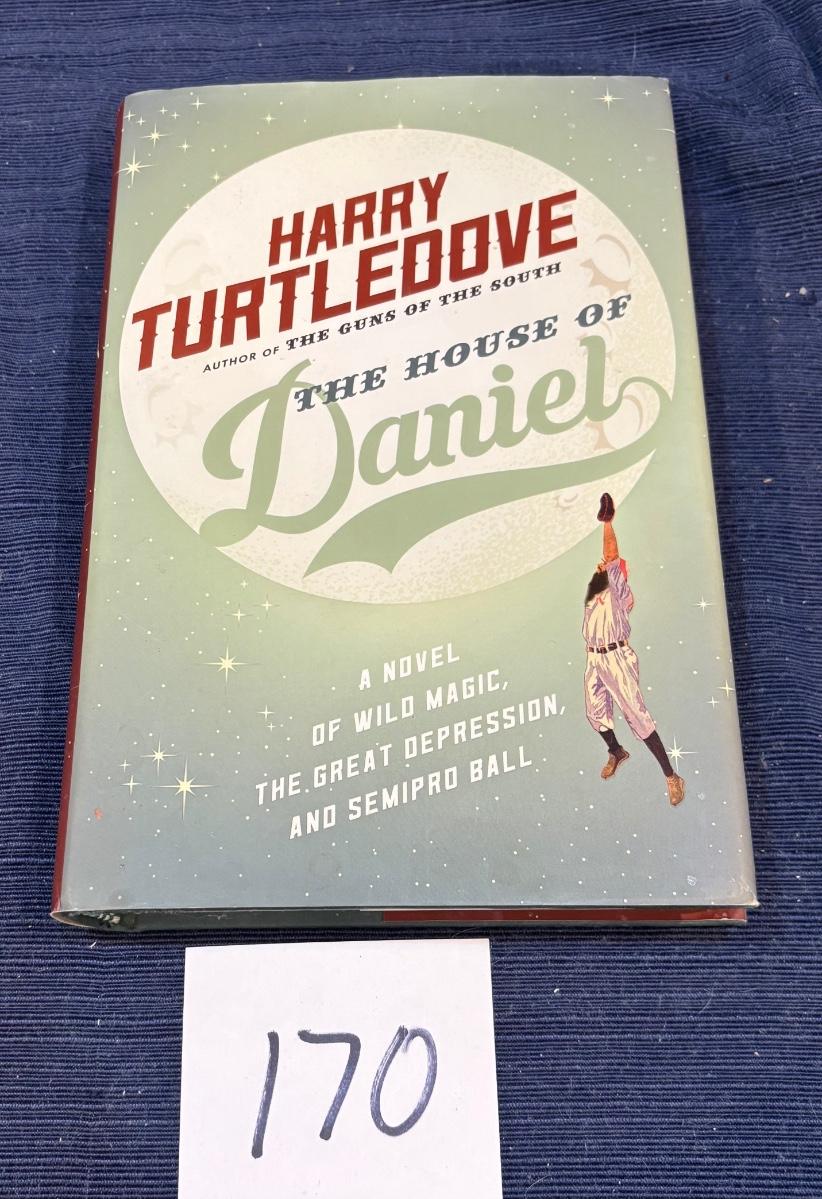 HARRY
TURTLEDOVE
AUTHOR OF THE GUNS OF THE SOUTH
THE HOUSE OF
Daniel
A NOVEL
OF WILD MAGIC,
THE GREAT DEPRESSION,
AND SEMIPRO BALL
170